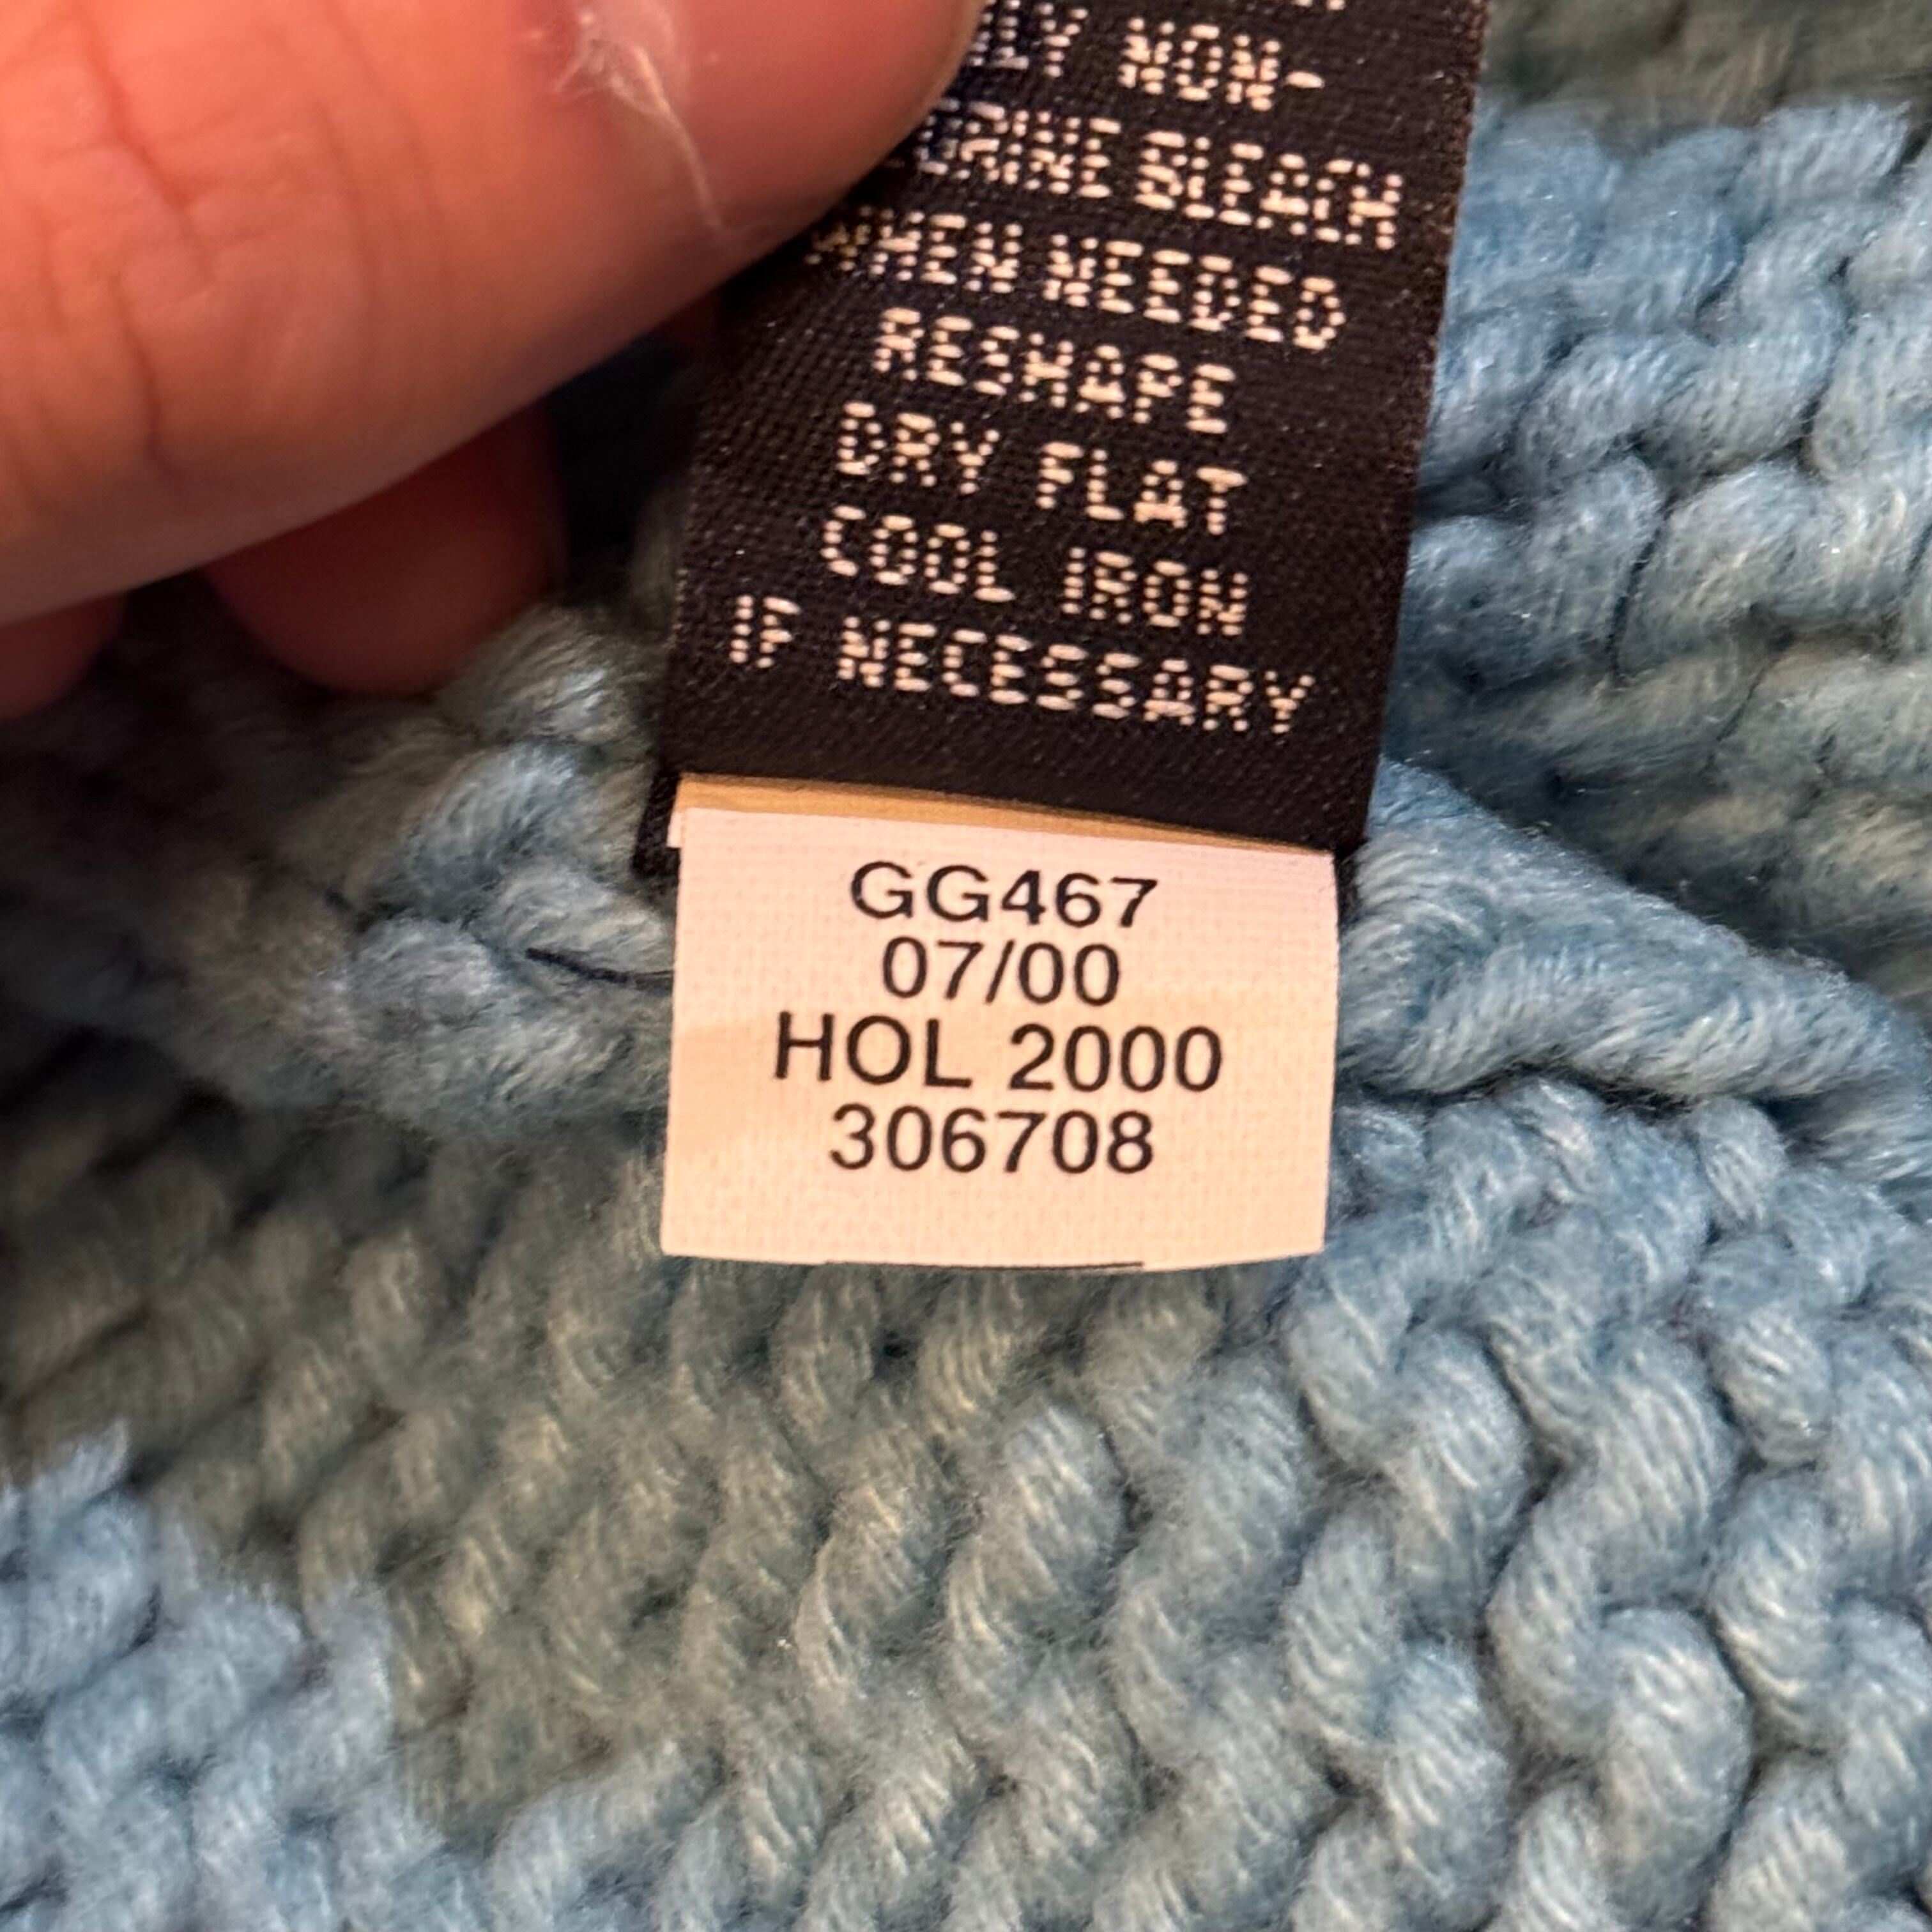 NON-
BLEACH
WHEN NEEDED
RESHAPE
DRY FLAT
COOL IRON
IF NECESSARY
GG467
07/00
HOL 2000
306708